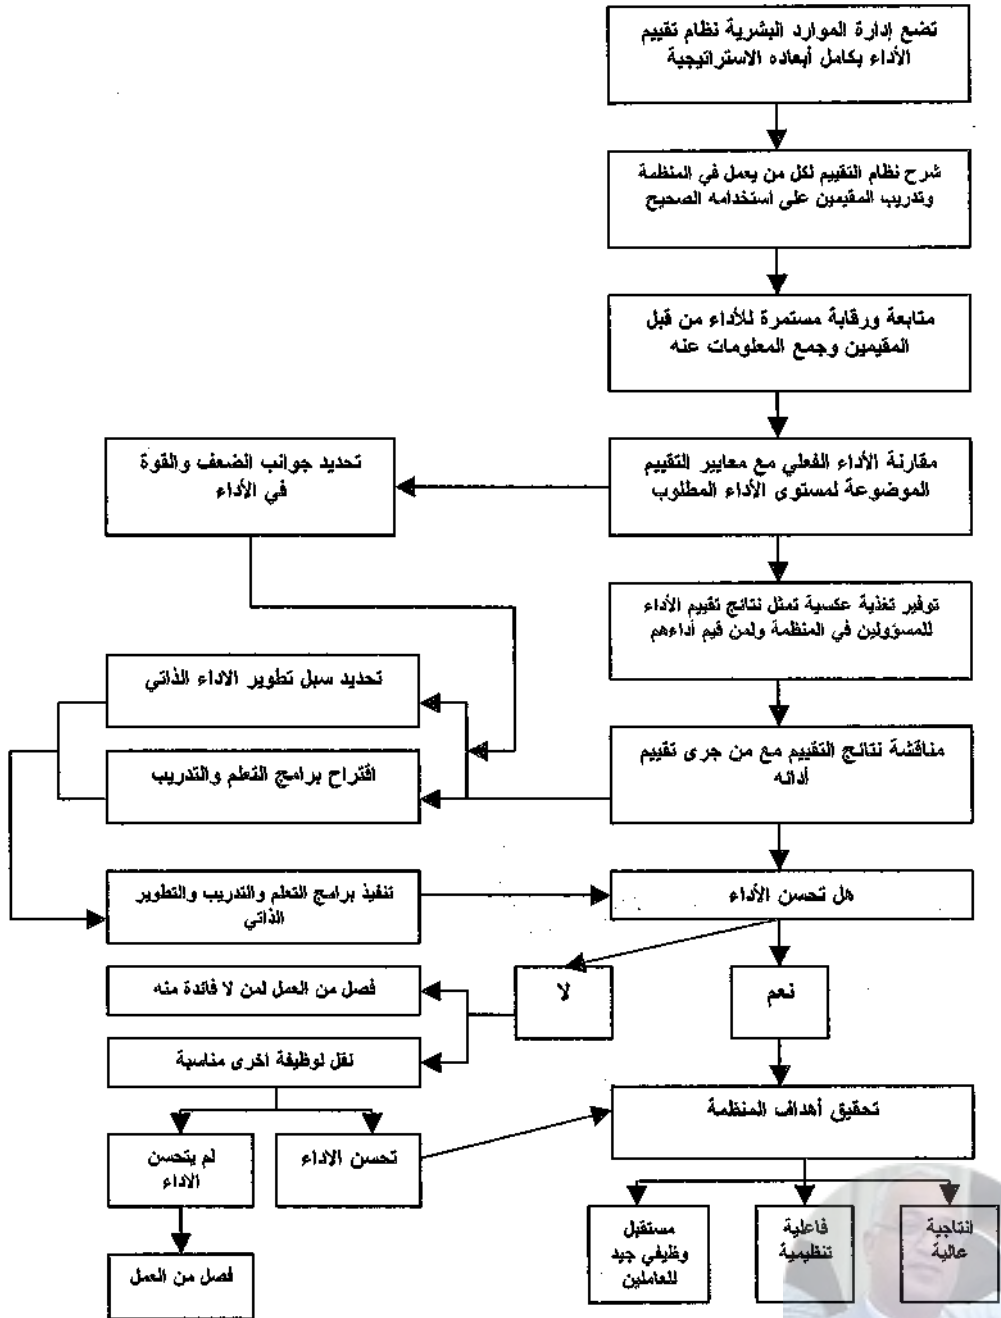 تضع إدارة الموارد البشرية نظام تقييم
الأداء بكامل أبعاده الاستراتيجية
شرح نظام التقييم لكل من يعمل في المنظمة
وتدريب المقيمين على استخدامه الصحيح
متابعة ورقابة مستمرة للأداء من قبل
المقيمين وجمع المعلومات عنه
مقارنة الأداء الفعلي مع معايير التقييم
الموضوعة لمستوى الأداء المطلوب
تحديد جوانب الضعف والقوة
في الأداء
توفير تغذية عكسية تمثل نتائج تقييم الأداء
للمسؤولين في المنظمة ولمن قيم أداءهم
تحديد سبل تطوير الاداء الذاتي
مناقشة نتائج التقييم مع من جرى تقييم
أدائه
اقتراح برامج التعلم والتدريب
هل تحسن الأداء
تنفيذ برامج التعلم والتدريب والتطوير
الذاتي
نعم
لا
فصل من العمل لمن لا فائدة منه
نقل لوظيفة اخرى مناسبة
تحقيق أهداف المنظمة
تحسن الاداء
لم يتحسن
الاداء
انتاجية
عالية
فاعلية
تنظيمية
مستقبل
وظيفي جيد
للعاملين
فصل من العمل